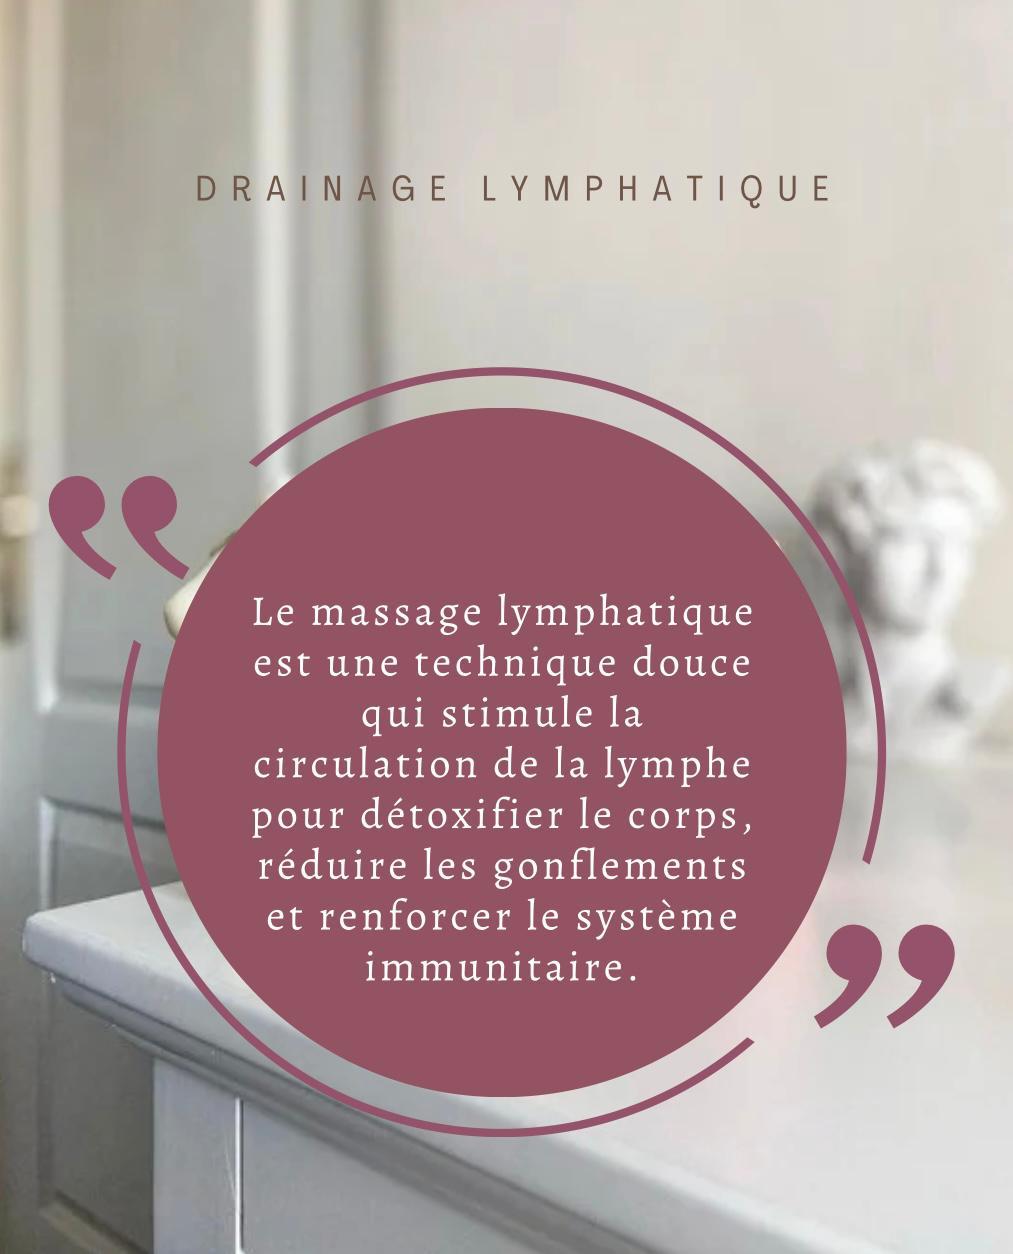 DRAINAGE LYMPHATIQUE
Le massage lymphatique
est une technique douce
qui stimule la
circulation de la lymphe
pour détoxifier le corps,
réduire les gonflements
et renforcer le système
immunitaire.